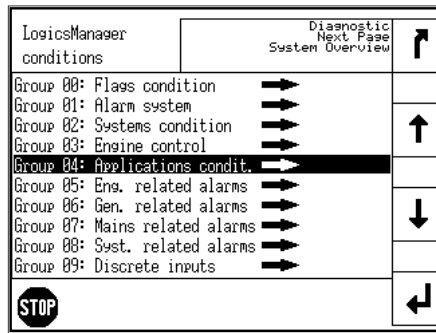 LogicsManager
conditions
Diagnostic
Next Page
System Overview
Group 00: Flags condition
Group 01: Alarm system
Group 02: Systems condition
Group 03: Engine control
Group 04: Applications condit.
Group 05: Eng. related alarms
Group 06: Gen. related alarms
Group 07: Mains related alarms
Group 08: Syst. related alarms
Group 09: Discrete inputs
STOP